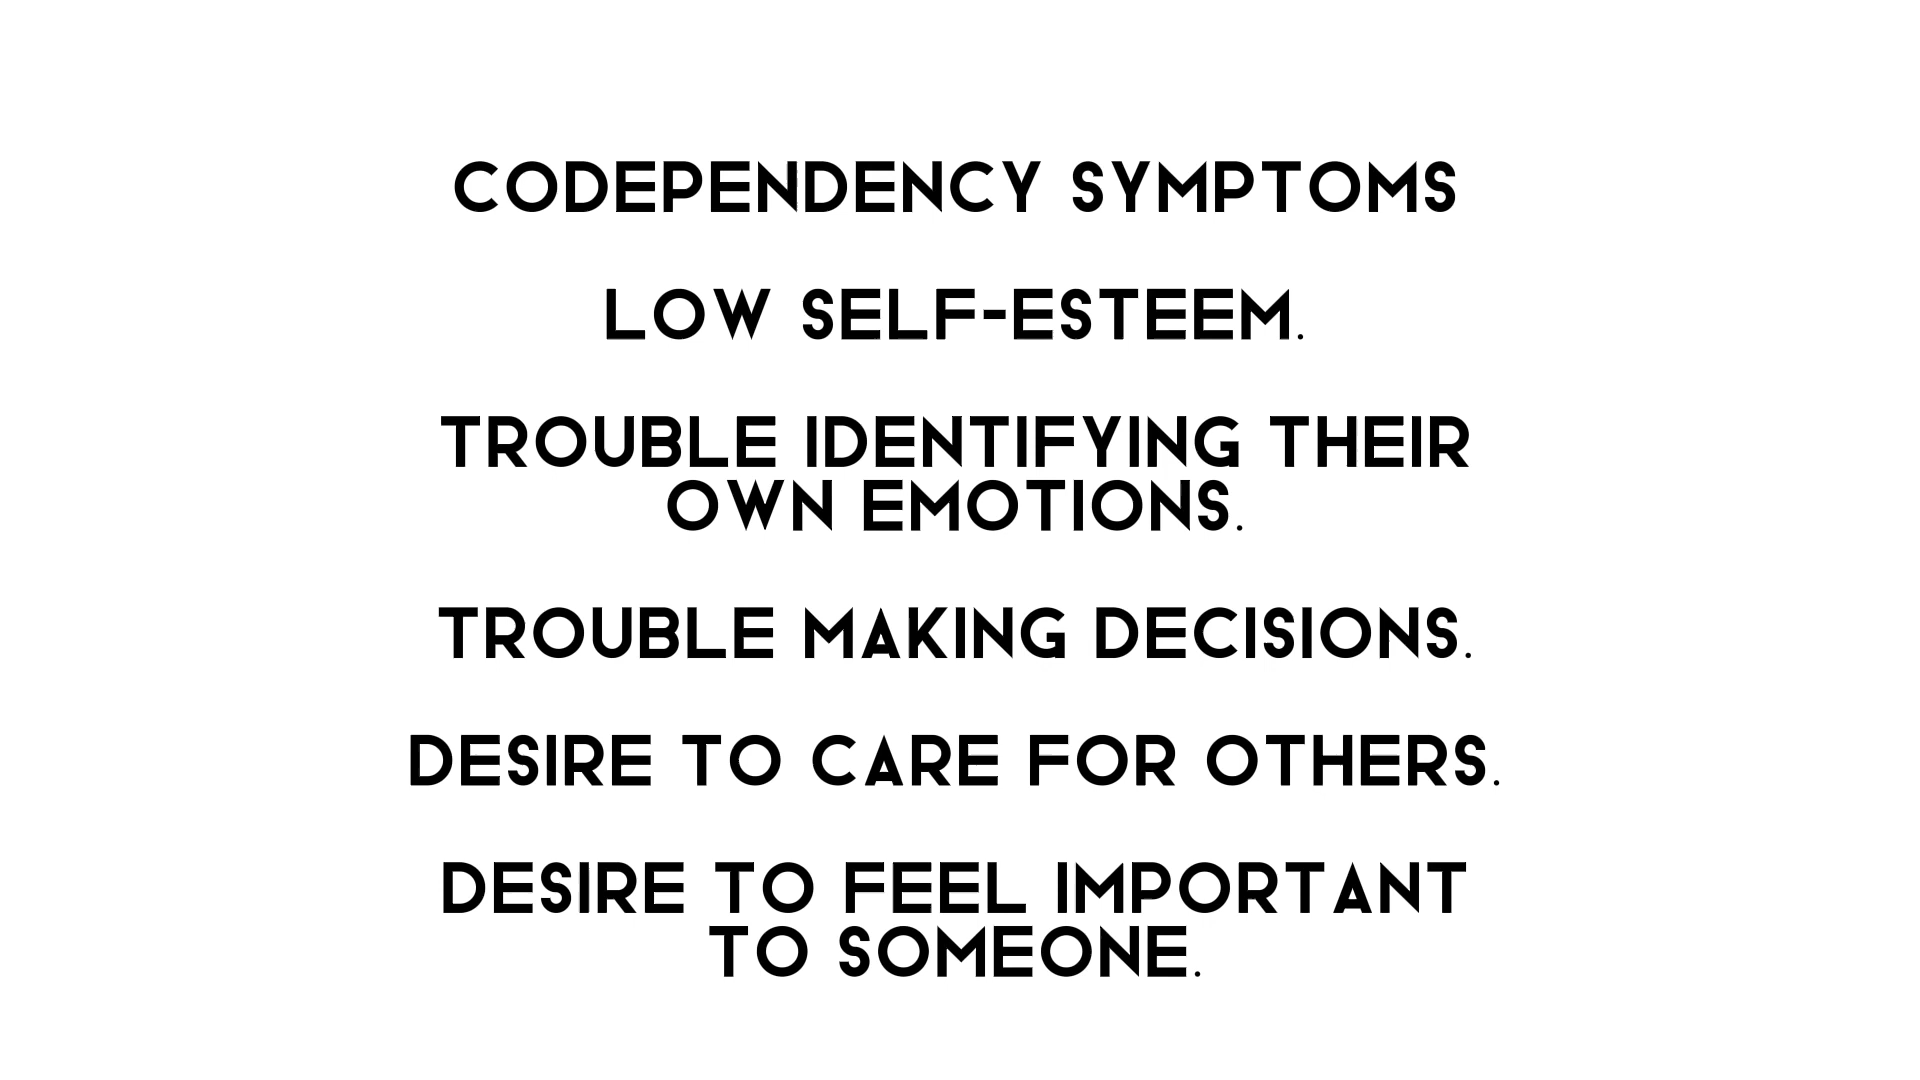 CODEPENDENCY SYMPTOMS
LOW SELF-ESTEEM.
TROUBLE IDENTIFYING THEIR
OWN EMOTIONS.
TROUBLE MAKING DECISIONS.
DESIRE TO CARE FOR OTHERS.
DESIRE TO FEEL IMPORTANT
TO SOMEONE.